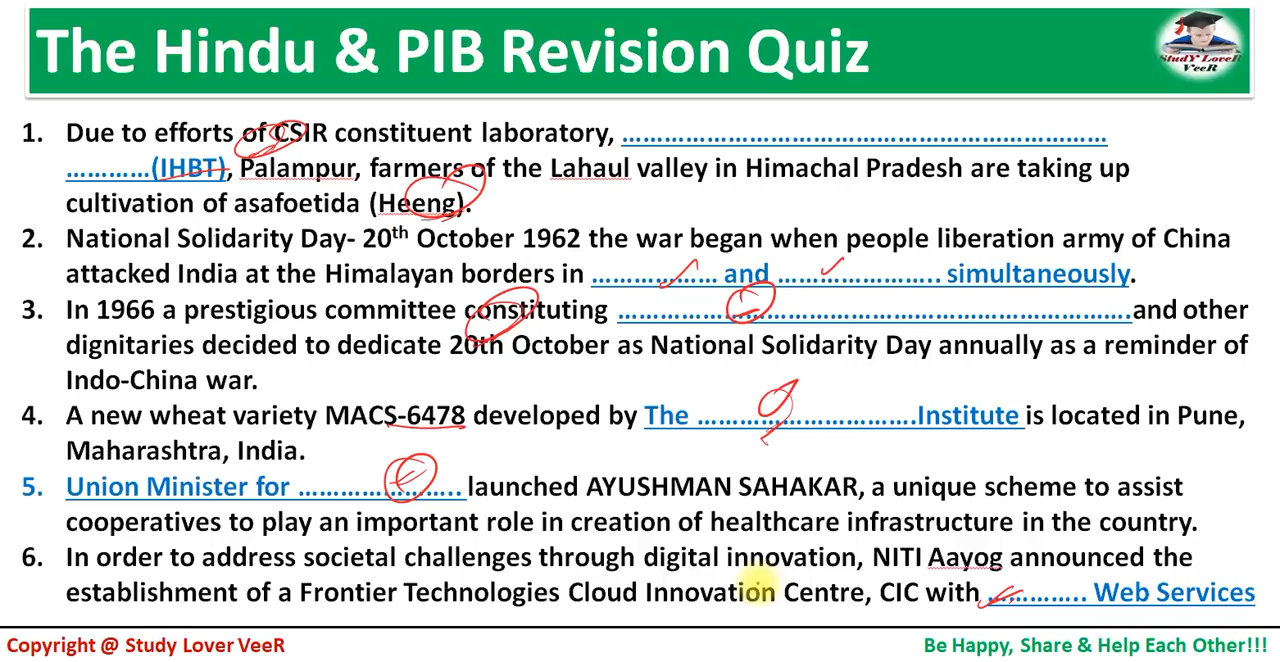 The Hindu & PIB Revision Quiz
StudY LoveR
VeeR
1. Due to efforts of CSIR constituent laboratory, ……………………………………………………………
…………(IHBT), Palampur, farmers of the Lahaul valley in Himachal Pradesh are taking up
cultivation of asafoetida (Heeng).
2. National Solidarity Day- 20th October 1962 the war began when people liberation army of China
attacked India at the Himalayan borders in ……………… and ………………….. simultaneously.
3. In 1966 a prestigious committee constituting ……………………………………………………………….and other
dignitaries decided to dedicate 20th October as National Solidarity Day annually as a reminder of
Indo-China war.
4. A new wheat variety MACS-6478 developed by The ………………………….Institute is located in Pune,
Maharashtra, India.
5. Union Minister for ………………….. launched AYUSHMAN SAHAKAR, a unique scheme to assist
cooperatives to play an important role in creation of healthcare infrastructure in the country.
6. In order to address societal challenges through digital innovation, NITI Aayog announced the
establishment of a Frontier Technologies Cloud Innovation Centre, CIC with ………….. Web Services
Copyright @ Study Lover VeeR
Be Happy, Share & Help Each Other!!!